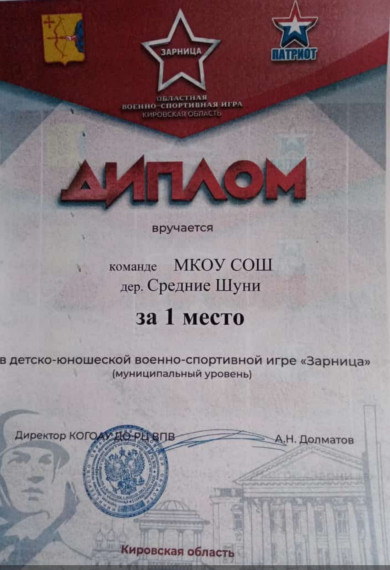 ЗАРНИЦА
ПАТРИОТ
ОБЛАСТНАЯ
ВОЕННО-СПОРТИВНАЯ ИГРА
КИРОВСКАЯ ОБЛАСТЬ
ДИПЛОМ
вручается
команде МКОУ СОШ
дер. Средние Шуни
за 1 место
в детско-юношеской военно-спортивной игре «Зарница»
(муниципальный уровень)
Директор КОГОАУ ДО РЦ ВПВ А.Н. Долматов
Кировская область